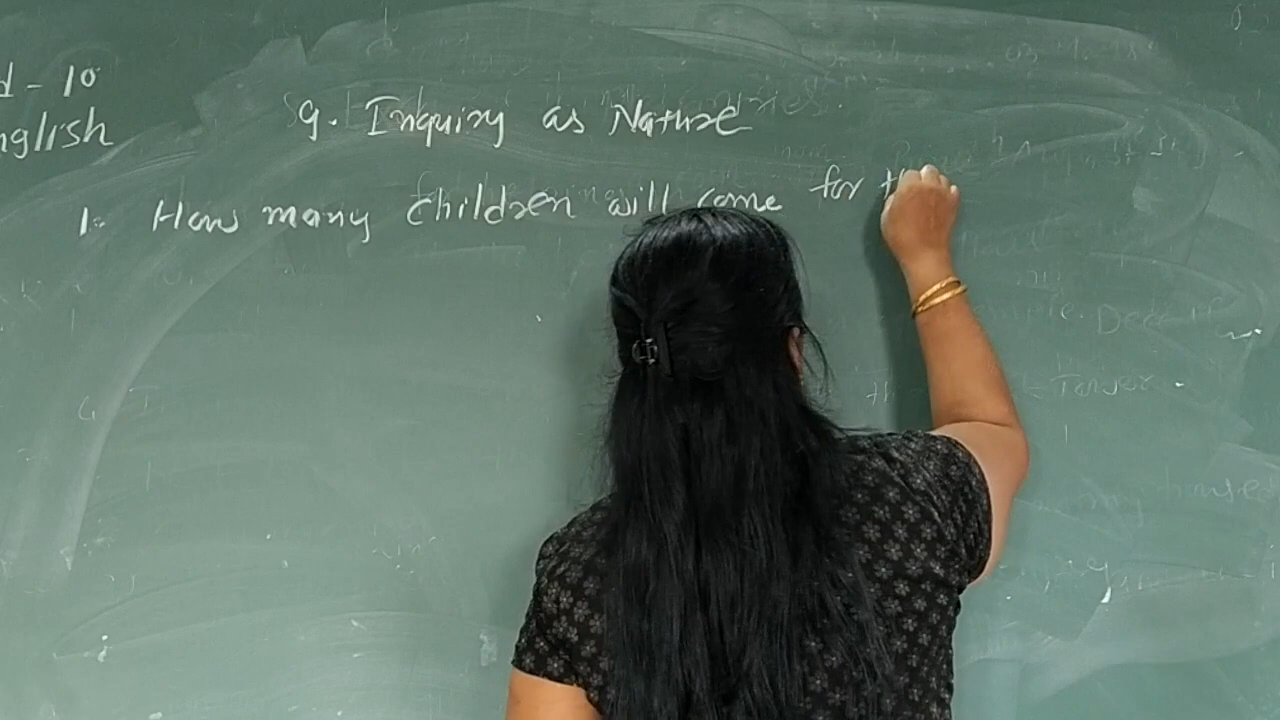 d - 10
nglish
9. Inquiry as Nature
1. How many children will come for th